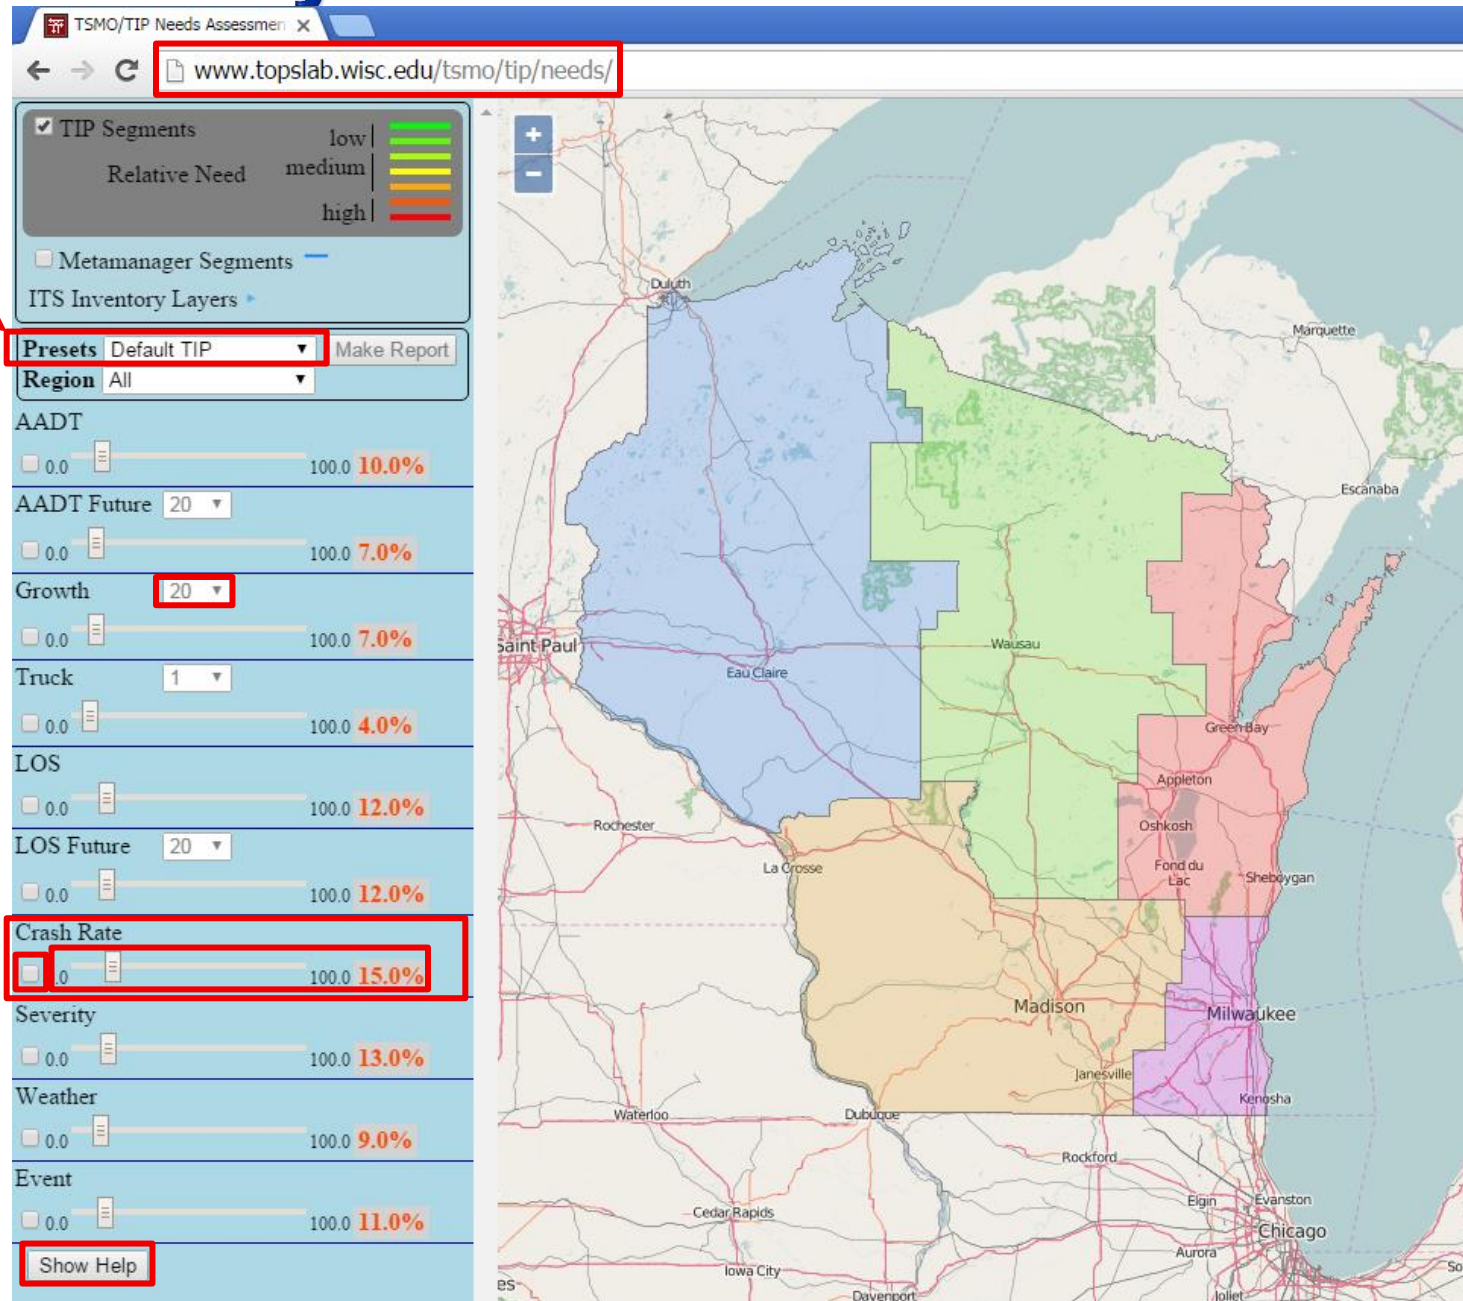 TSMO/TIP Needs Assessmen
www.topslab.wisc.edu/tsmo/tip/needs/
TIP Segments
Relative Need
low
medium
high
Metamanager Segments
ITS Inventory Layers
Presets Default TIP Make Report
Region All
AADT
0.0 100.0 10.0%
AADT Future 20
0.0 100.0 7.0%
Growth 20
0.0 100.0 7.0%
Truck 1
0.0 100.0 4.0%
LOS
0.0 100.0 12.0%
LOS Future 20
0.0 100.0 12.0%
Crash Rate
.0 100.0 15.0%
Severity
0.0 100.0 13.0%
Weather
0.0 100.0 9.0%
Event
0.0 100.0 11.0%
Show Help
+
−
Duluth
Marquette
Escanaba
Saint Paul
Eau Claire
Wausau
Green Bay
Appleton
Oshkosh
Rochester
La Crosse
Fond du
Lac
Sheboygan
Madison
Milwaukee
Janesville
Kenosha
Waterloo
Dubuque
Rockford
Elgin
Evanston
Cedar Rapids
Chicago
Aurora
Iowa City
So
es
Davenport
Joliet